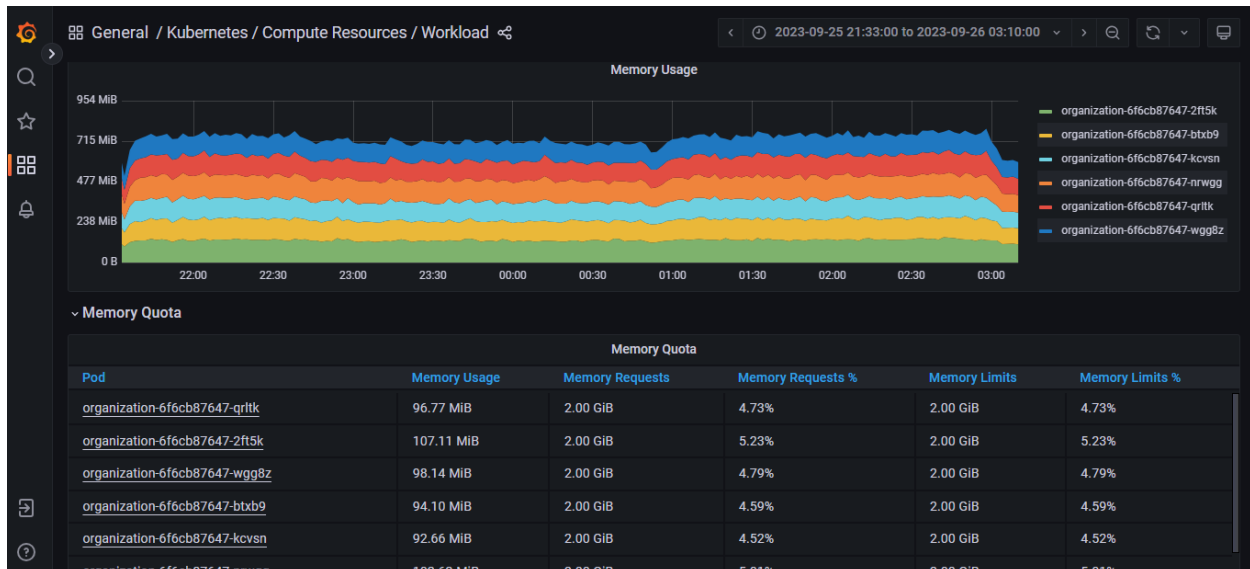 General / Kubernetes / Compute Resources / Workload
2023-09-25 21:33:00 to 2023-09-26 03:10:00
Memory Usage
954 MiB
715 MiB
477 MiB
238 MiB
0 B
22:00 22:30 23:00 23:30 00:00 00:30 01:00 01:30 02:00 02:30 03:00
organization-6f6cb87647-2ft5k
organization-6f6cb87647-btxb9
organization-6f6cb87647-kcvsn
organization-6f6cb87647-nrwgg
organization-6f6cb87647-qrltk
organization-6f6cb87647-wgg8z
Memory Quota
Memory Quota
Pod Memory Usage Memory Requests Memory Requests % Memory Limits Memory Limits %
organization-6f6cb87647-qrltk 96.77 MiB 2.00 GiB 4.73% 2.00 GiB 4.73%
organization-6f6cb87647-2ft5k 107.11 MiB 2.00 GiB 5.23% 2.00 GiB 5.23%
organization-6f6cb87647-wgg8z 98.14 MiB 2.00 GiB 4.79% 2.00 GiB 4.79%
organization-6f6cb87647-btxb9 94.10 MiB 2.00 GiB 4.59% 2.00 GiB 4.59%
organization-6f6cb87647-kcvsn 92.66 MiB 2.00 GiB 4.52% 2.00 GiB 4.52%